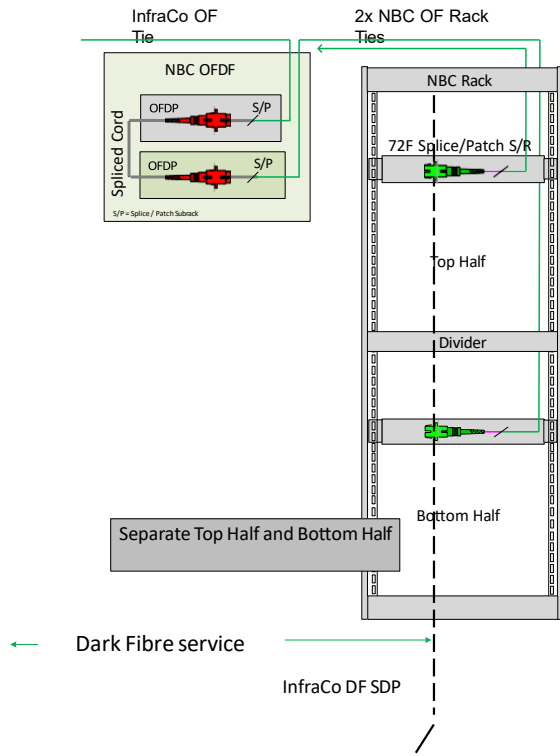 InfraCo OF
Tie
2x NBC OF Rack
Ties
NBC OFDF
OFDP
S/P
Spliced Cord
OFDP
S/P
S/P = Splice / Patch Subrack
NBC Rack
72F Splice/Patch S/R
Top Half
Divider
Bottom Half
Separate Top Half and Bottom Half
Dark Fibre service
InfraCo DF SDP